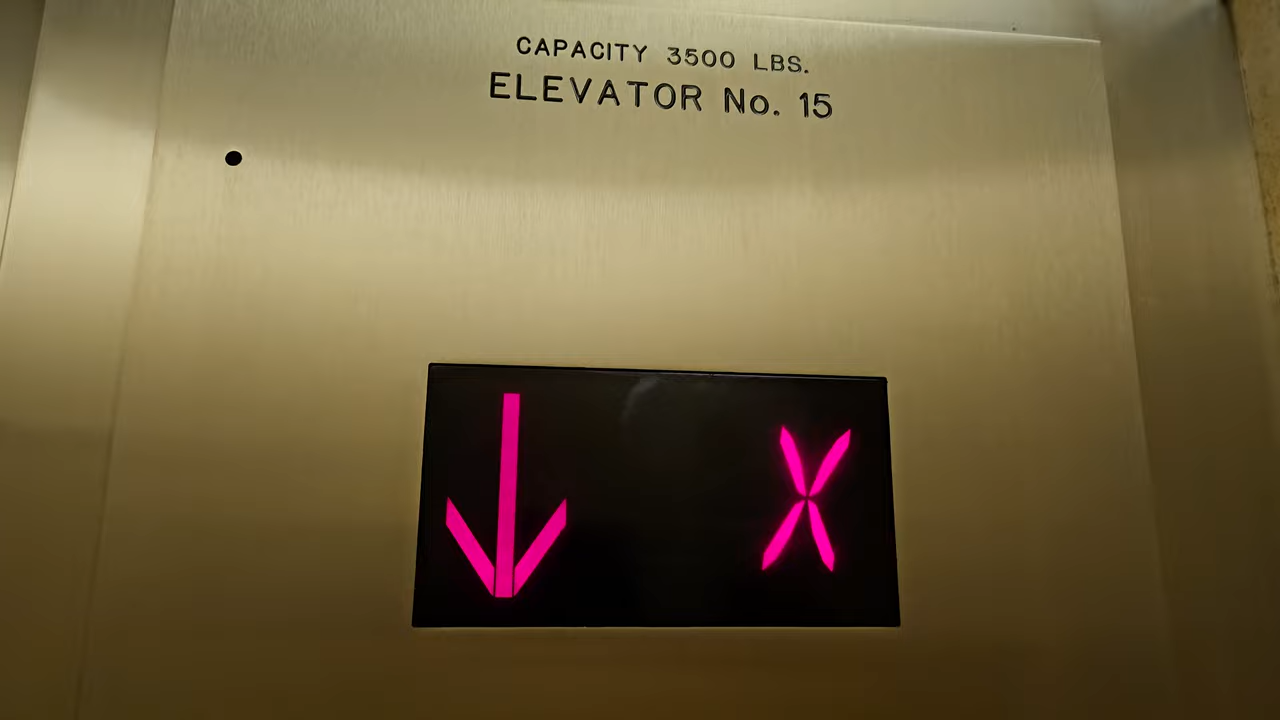 CAPACITY 3500 LBS.
ELEVATOR No. 15
↓ X